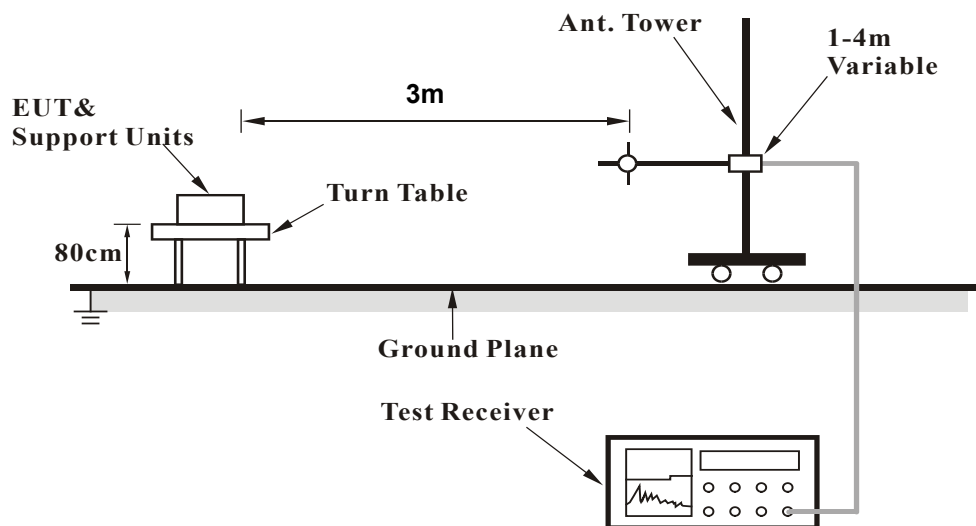 Ant. Tower
1-4m
Variable
3m
EUT&
Support Units
Turn Table
80cm
Ground Plane
Test Receiver